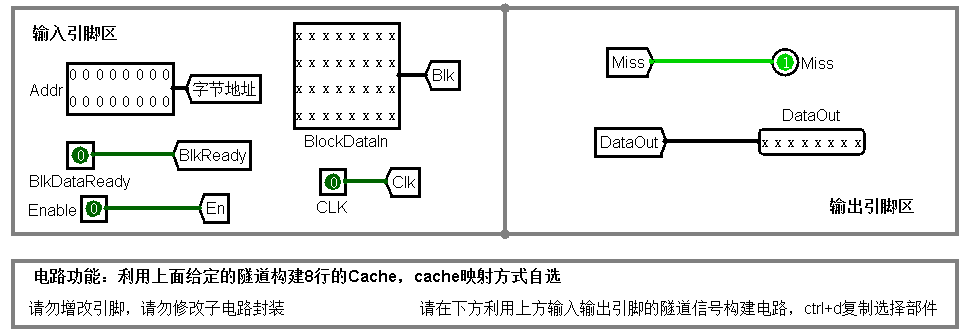 输入引脚区
Addr
0 0 0 0 0 0 0 0
0 0 0 0 0 0 0 0
字节地址
x x x x x x x x
x x x x x x x x
x x x x x x x x
x x x x x x x x
BlockDataIn
Blk
0
BlkReady
BlkDataReady
Enable
0
En
0
Clk
CLK
Miss
1
Miss
DataOut
DataOut
x x x x x x x x
输出引脚区
电路功能：利用上面给定的隧道构建8行的Cache，cache映射方式自选
请勿增改引脚，请勿修改子电路封装
请在下方利用上方输入输出引脚的隧道信号构建电路，ctrl+d复制选择部件